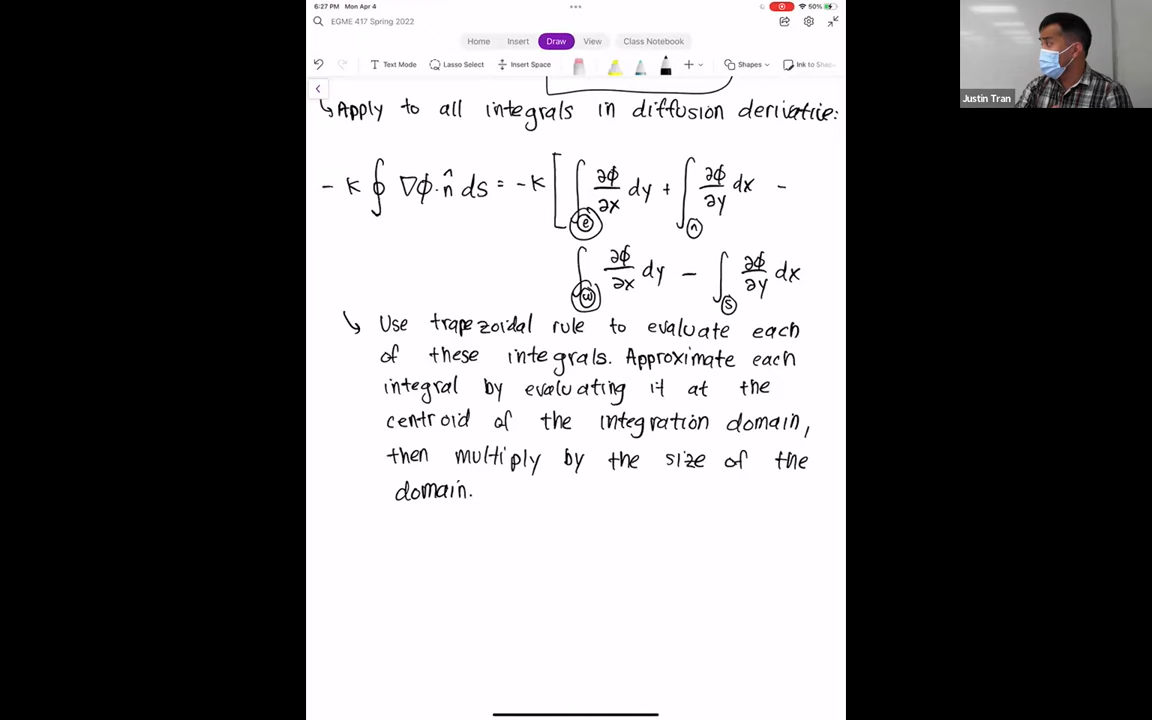 6:27 PM Mon Apr 4
50%
EGME 417 Spring 2022
Home Insert Draw View Class Notebook
Text Mode Lasso Select Insert Space Shapes Ink to Shape
Justin Tran
↳ Apply to all integrals in diffusion derivative:
- K ∮ ∇ϕ·n̂ ds = -K [ ∫ₑ ∂ϕ/∂x dy + ∫ₙ ∂ϕ/∂y dx -
∫w ∂ϕ/∂x dy - ∫ₛ ∂ϕ/∂y dx
↳ Use trapezoidal rule to evaluate each
of these integrals. Approximate each
integral by evaluating it at the
centroid of the integration domain,
then multiply by the size of the
domain.